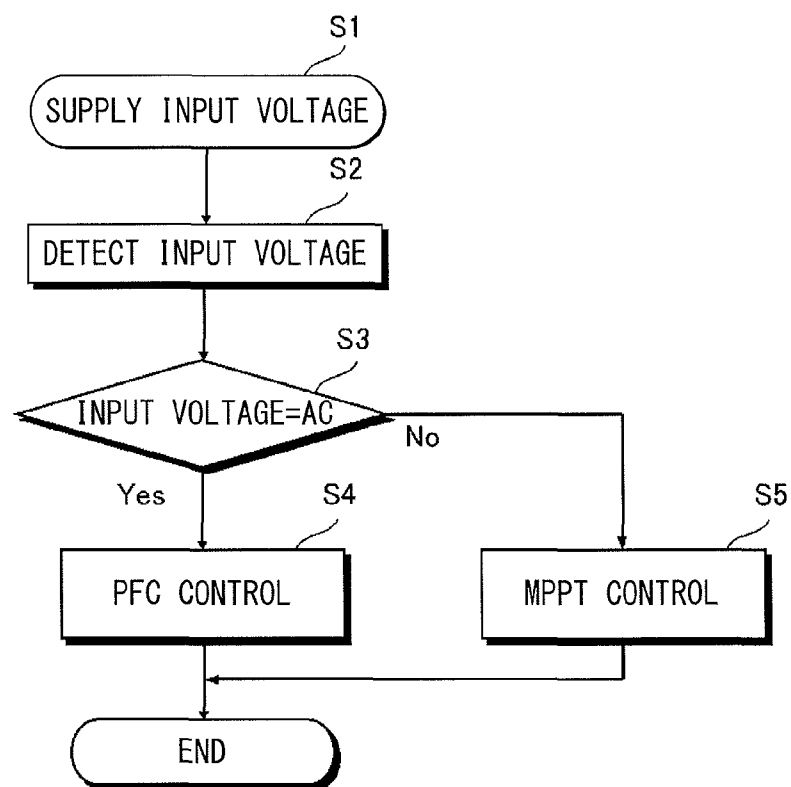 S1
SUPPLY INPUT VOLTAGE
S2
DETECT INPUT VOLTAGE
S3
INPUT VOLTAGE=AC
No
Yes
S4
S5
PFC CONTROL
MPPT CONTROL
END